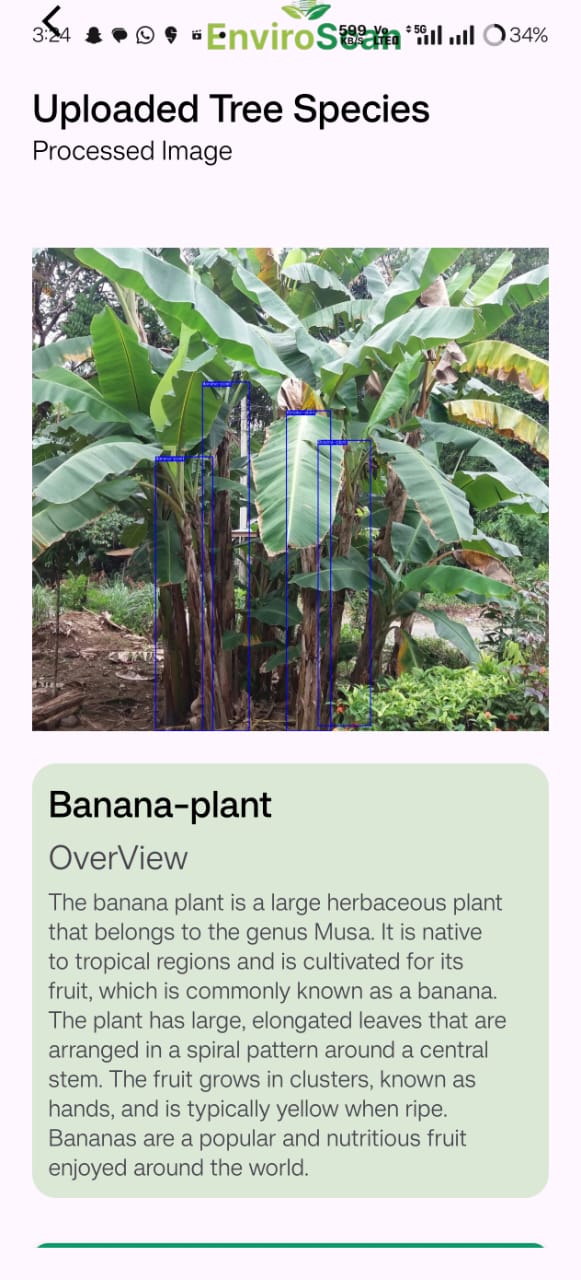 3:24
EnviroScan
599
KB/S
Vo
LTED
5G
34%
Uploaded Tree Species
Processed Image
Banana-plant
OverView
The banana plant is a large herbaceous plant
that belongs to the genus Musa. It is native
to tropical regions and is cultivated for its
fruit, which is commonly known as a banana.
The plant has large, elongated leaves that are
arranged in a spiral pattern around a central
stem. The fruit grows in clusters, known as
hands, and is typically yellow when ripe.
Bananas are a popular and nutritious fruit
enjoyed around the world.